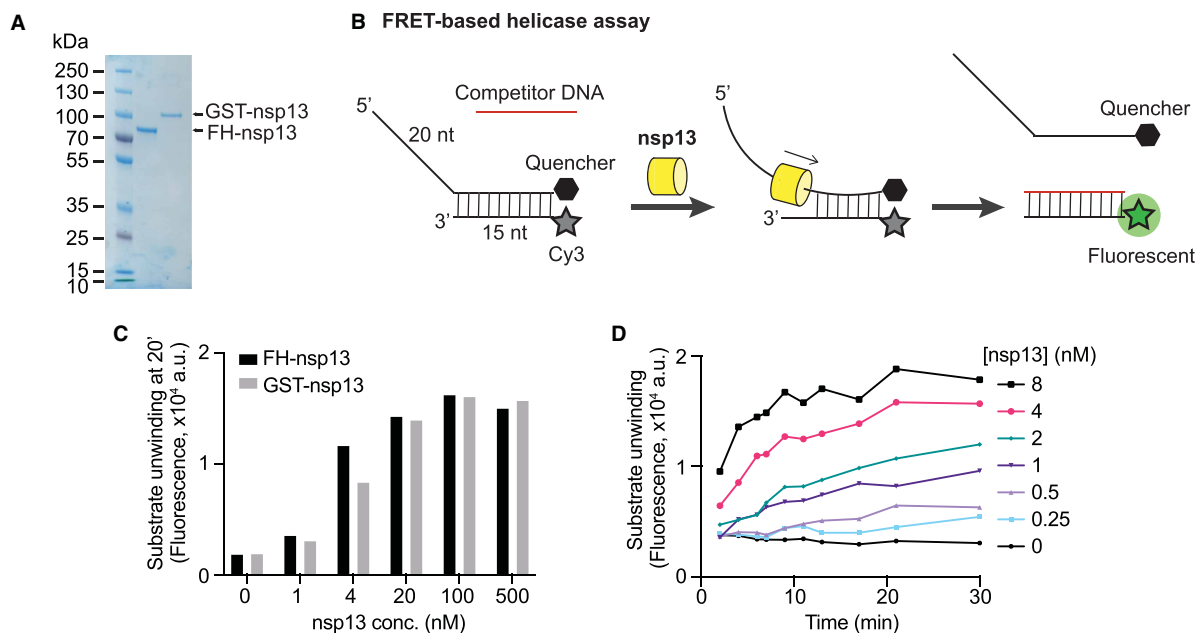 A
kDa
250
130
100
70
55
35
25
15
10
GST-nsp13
FH-nsp13
B FRET-based helicase assay
5’
20 nt
Competitor DNA
Quencher
3’
15 nt
Cy3
nsp13
5’
3’
Quencher
Fluorescent
C
Substrate unwinding at 20’
(Fluorescence, x10⁴ a.u.)
2
1
0
FH-nsp13
GST-nsp13
0 1 4 20 100 500
nsp13 conc. (nM)
D
Substrate unwinding
(Fluorescence, x10⁴ a.u.)
2
1
0
0 10 20 30
Time (min)
[nsp13] (nM)
8
4
2
1
0.5
0.25
0